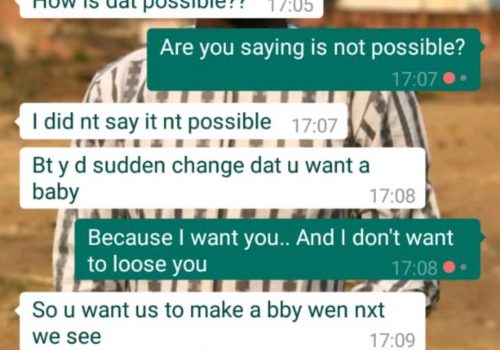 How is dat possible?? 17:05
Are you saying is not possible?
17:07
I did nt say it nt possible 17:07
Bt y d sudden change dat u want a
baby
17:08
Because I want you.. And I don't want
to loose you
17:08
So u want us to make a bby wen nxt
we see
17:09